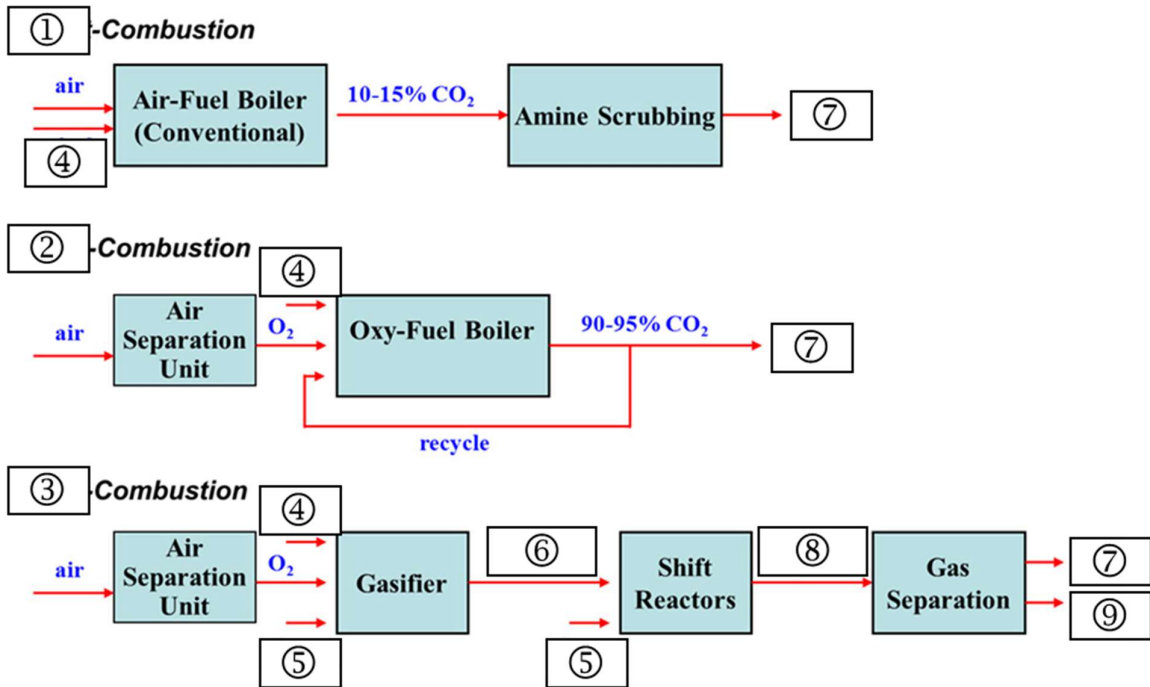 ① -Combustion
air
④
Air-Fuel Boiler
(Conventional)
10-15% CO₂
Amine Scrubbing
⑦
② -Combustion
④
air
Air
Separation
Unit
O₂
Oxy-Fuel Boiler
90-95% CO₂
⑦
recycle
③ -Combustion
④
air
Air
Separation
Unit
O₂
⑤
Gasifier
⑥
⑤
Shift
Reactors
⑧
Gas
Separation
⑦
⑨